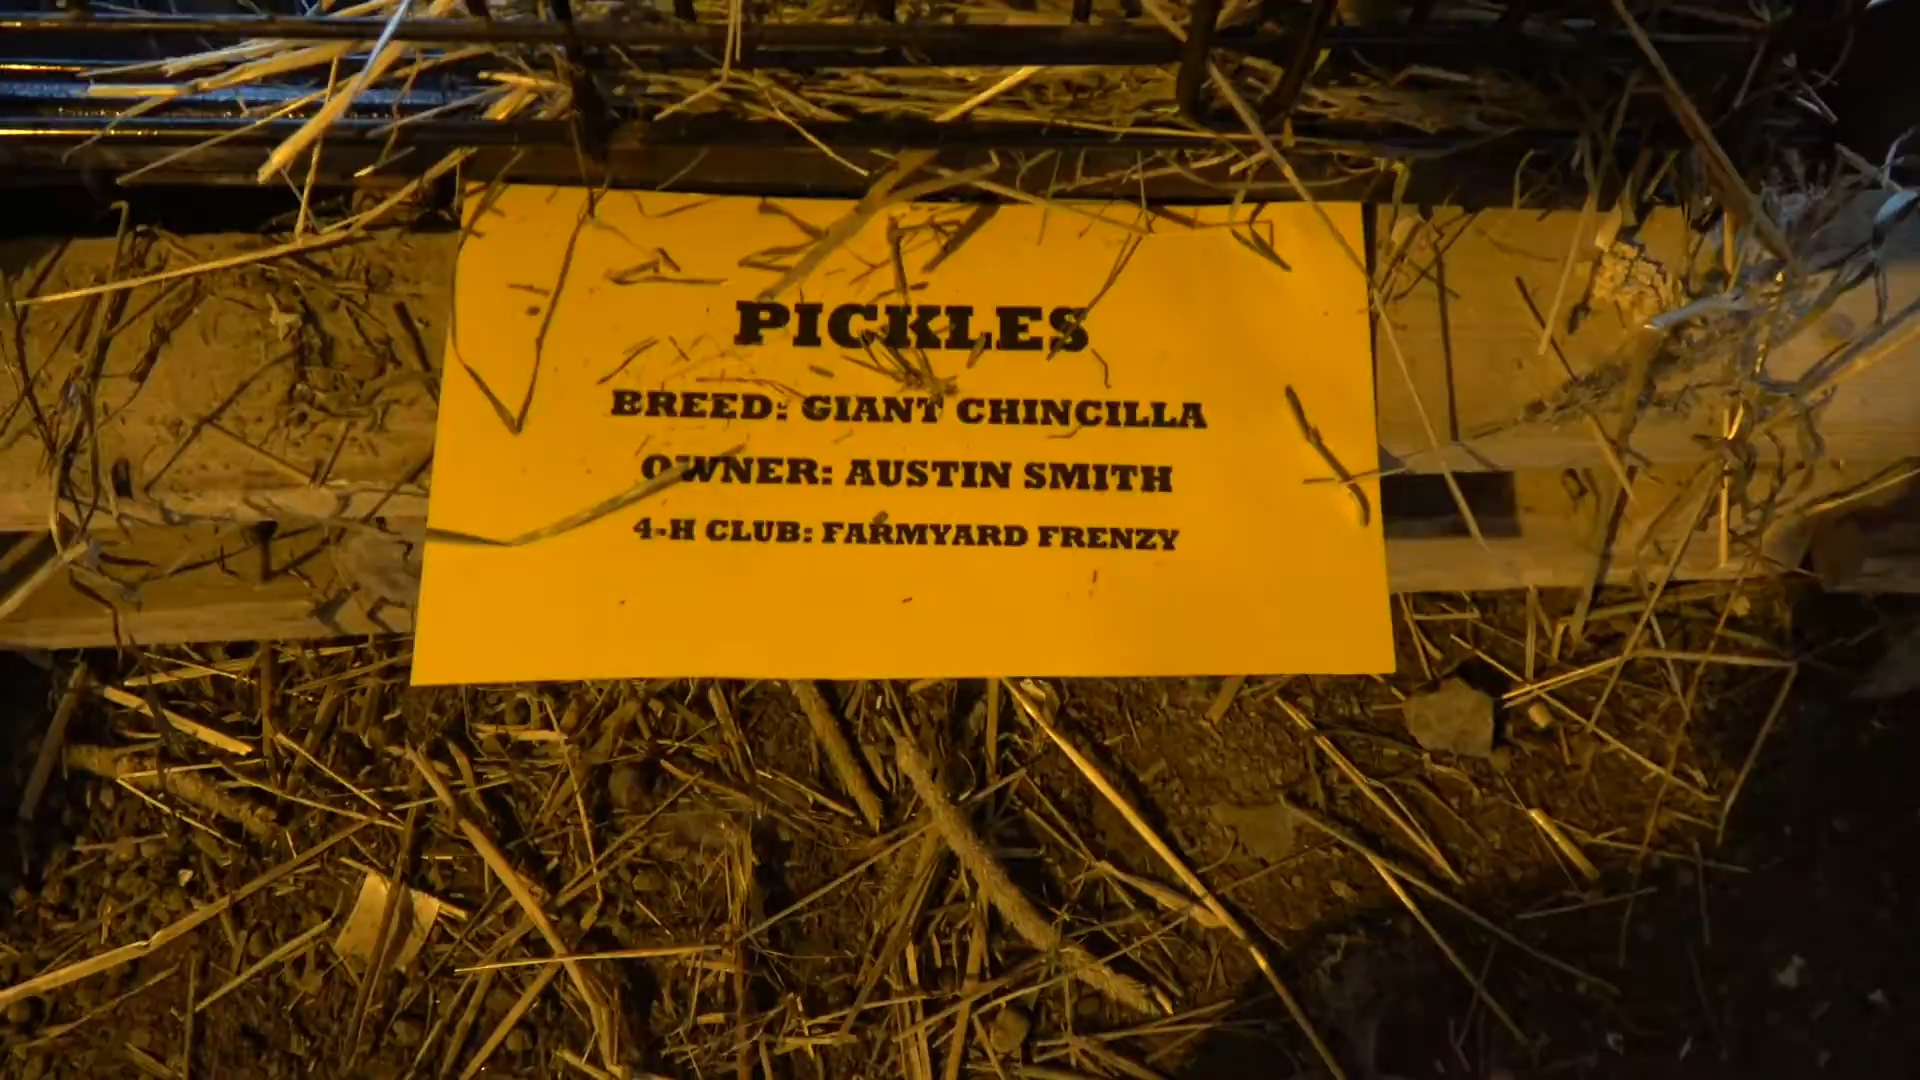 PICKLES
BREED: GIANT CHINCILLA
OWNER: AUSTIN SMITH
4-H CLUB: FARMYARD FRENZY